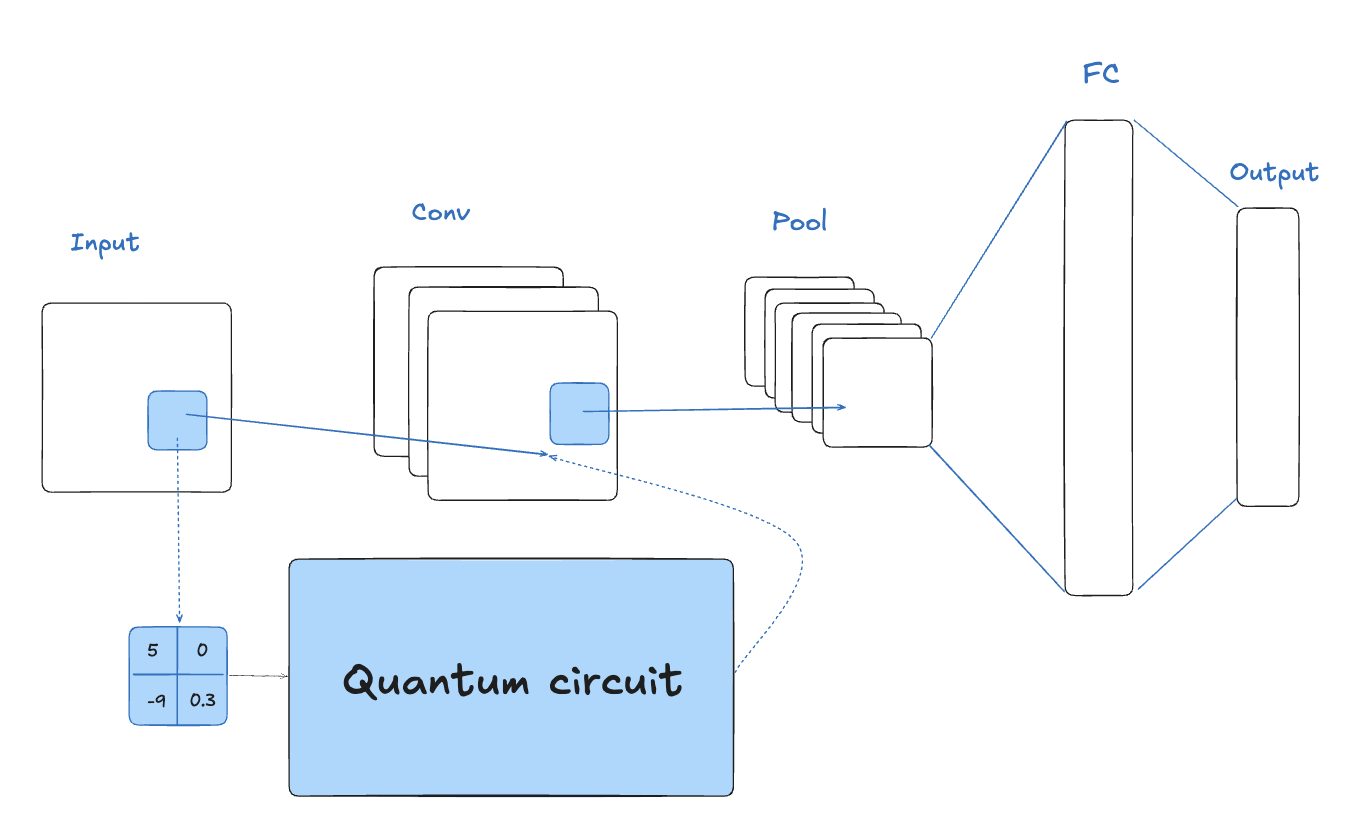 FC
Output
Conv
Pool
Input
5 0
-9 0.3
Quantum circuit